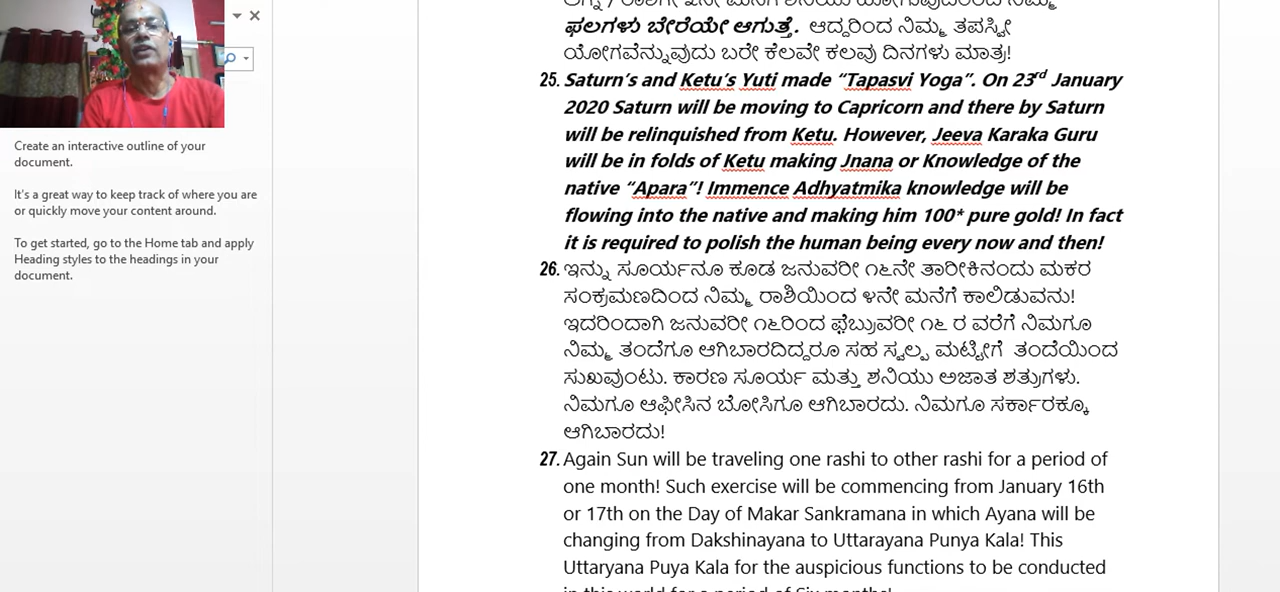 Create an interactive outline of your
document.
It's a great way to keep track of where you are
or quickly move your content around.
To get started, go to the Home tab and apply
Heading styles to the headings in your
document.
ಫಲಗಳು ಬೇರೆಯೇ ಆಗುತ್ತೆ. ಆದ್ದರಿಂದ ನಿಮ್ಮ ತಪಸ್ವೀ
ಯೋಗವೆನ್ನುವುದು ಬರೇ ಕೆಲವೇ ಕಲವು ದಿನಗಳು ಮಾತ್ರ!
25. Saturn's and Ketu's Yuti made "Tapasvi Yoga". On 23rd January
2020 Saturn will be moving to Capricorn and there by Saturn
will be relinquished from Ketu. However, Jeeva Karaka Guru
will be in folds of Ketu making Jnana or Knowledge of the
native "Apara"! Immence Adhyatmika knowledge will be
flowing into the native and making him 100* pure gold! In fact
it is required to polish the human being every now and then!
26. ಇನ್ನು ಸೂರ್ಯನೂ ಕೂಡ ಜನುವರೀ ೧೬ನೇ ತಾರೀಕಿನಂದು ಮಕರ
ಸಂಕ್ರಮಣದಿಂದ ನಿಮ್ಮ ರಾಶಿಯಿಂದ ೪ನೇ ಮನೆಗೆ ಕಾಲಿಡುವನು!
ಇದರಿಂದಾಗಿ ಜನುವರೀ ೧೬ರಿಂದ ಫೆಬ್ರುವರೀ ೧೬ ರ ವರೆಗೆ ನಿಮಗೂ
ನಿಮ್ಮ ತಂದೆಗೂ ಆಗಿಬಾರದಿದ್ದರೂ ಸಹ ಸ್ವಲ್ಪ ಮಟ್ಟಿಗೆ ತಂದೆಯಿಂದ
ಸುಖವುಂಟು. ಕಾರಣ ಸೂರ್ಯ ಮತ್ತು ಶನಿಯು ಅಜಾತ ಶತ್ರುಗಳು.
ನಿಮಗೂ ಆಫೀಸಿನ ಬೋಸಿಗೂ ಆಗಿಬಾರದು. ನಿಮಗೂ ಸರ್ಕಾರಕ್ಕೂ
ಆಗಿಬಾರದು!
27. Again Sun will be traveling one rashi to other rashi for a period of
one month! Such exercise will be commencing from January 16th
or 17th on the Day of Makar Sankramana in which Ayana will be
changing from Dakshinayana to Uttarayana Punya Kala! This
Uttaryana Puya Kala for the auspicious functions to be conducted
in this world for a period of Six months!